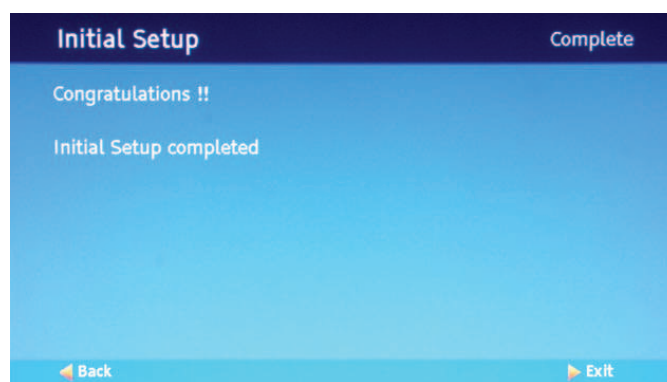 Initial Setup Complete
Congratulations !!
Initial Setup completed
Back Exit